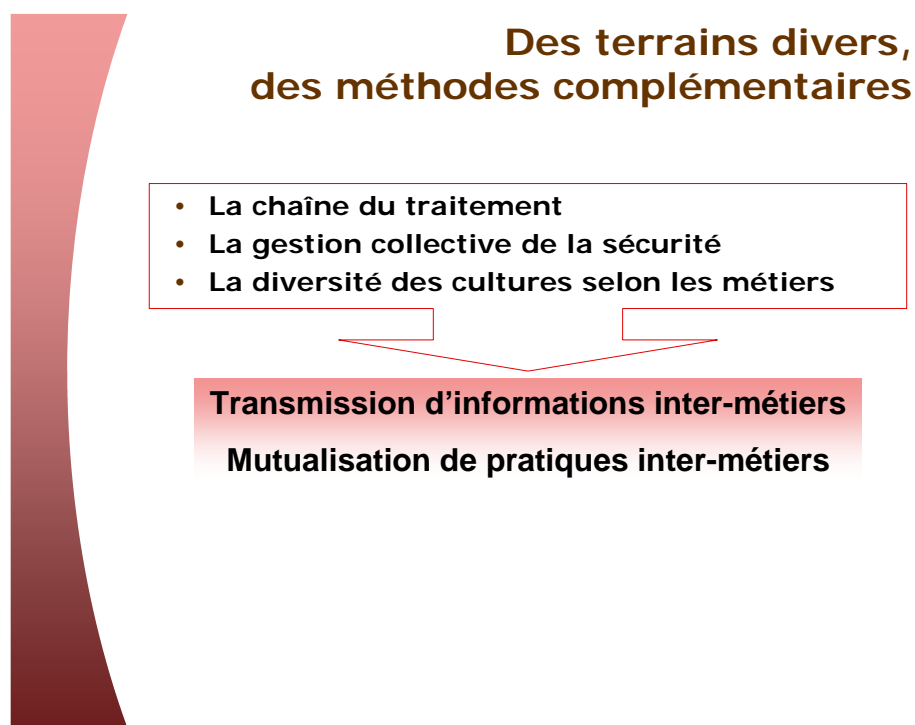 Des terrains divers,
des méthodes complémentaires
• La chaîne du traitement
• La gestion collective de la sécurité
• La diversité des cultures selon les métiers
Transmission d’informations inter-métiers
Mutualisation de pratiques inter-métiers